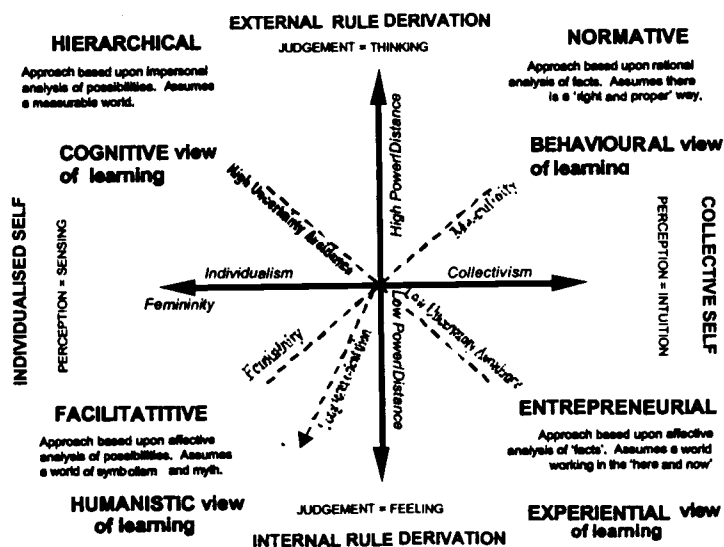 EXTERNAL RULE DERIVATION
JUDGEMENT = THINKING
HIERARCHICAL
Approach based upon impersonal
analysis of possibilities. Assumes
a measurable world.
NORMATIVE
Approach based upon rational
analysis of facts. Assumes there
is a 'right and proper' way.
COGNITIVE view
of learning
BEHAVIOURAL view
of learning
High Power/Distance
High Uncertainty Avoidance
Masculinity
INDIVIDUALISED SELF
PERCEPTION = SENSING
Individualism
Femininity
Collectivism
PERCEPTION = INTUITION
COLLECTIVE SELF
Low Power/Distance
Low Uncertainty Avoidance
Femininity
FACILITATITIVE
Approach based upon affective
analysis of possibilities. Assumes
a world of symbolism and myth.
HUMANISTIC view
of learning
ENTREPRENEURIAL
Approach based upon affective
analysis of 'facts'. Assumes a world
working in the 'here and now'
EXPERIENTIAL view
of learning
JUDGEMENT = FEELING
INTERNAL RULE DERIVATION